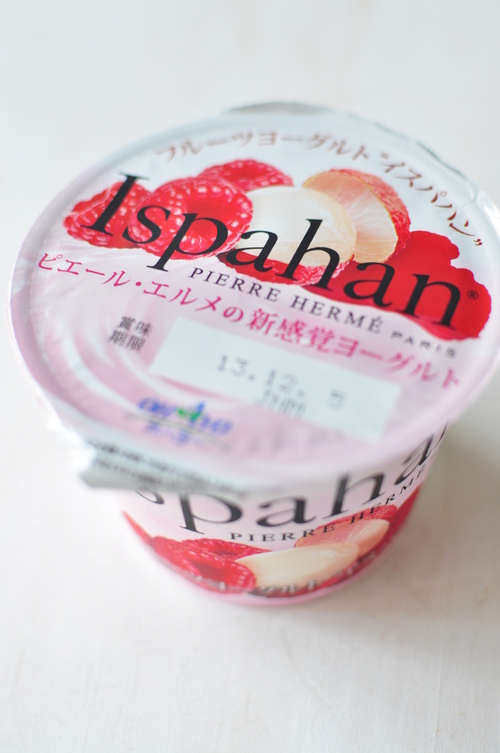 フルーツヨーグルト"イスパハン"
Ispahan®
PIERRE HERMÉ PARIS
ピエール・エルメの新感覚ヨーグルト
賞味
期限
13.12. 5
Ispaha
PIERRE HERMÉ